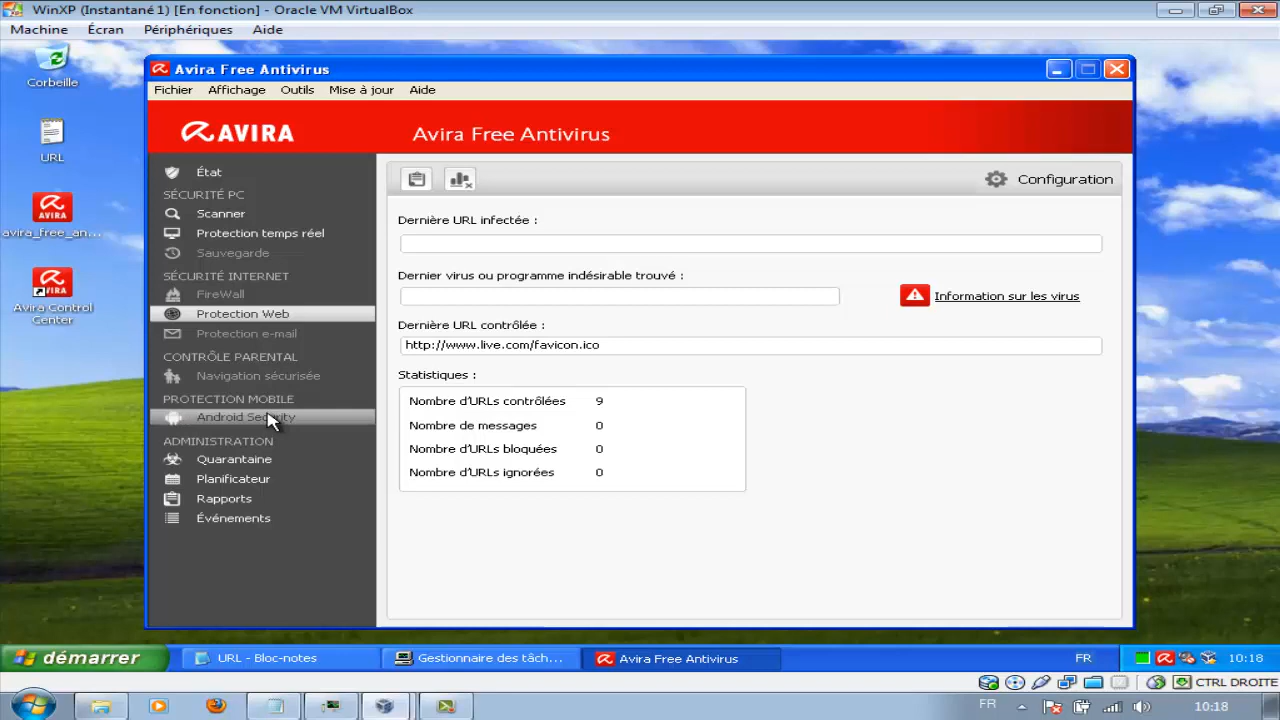 WinXP (Instantané 1) [En fonction] - Oracle VM VirtualBox
Machine Écran Périphériques Aide
Corbeille
URL
avira_free_an...
Avira Control
Center
Avira Free Antivirus
Fichier Affichage Outils Mise à jour Aide
AVIRA
Avira Free Antivirus
État
SÉCURITÉ PC
Scanner
Protection temps réel
Sauvegarde
SÉCURITÉ INTERNET
FireWall
Protection Web
Protection e-mail
CONTRÔLE PARENTAL
Navigation sécurisée
PROTECTION MOBILE
Android Security
ADMINISTRATION
Quarantaine
Planificateur
Rapports
Événements
Configuration
Dernière URL infectée :
Dernier virus ou programme indésirable trouvé :
Information sur les virus
Dernière URL contrôlée :
http://www.live.com/favicon.ico
Statistiques :
Nombre d'URLs contrôlées 9
Nombre de messages 0
Nombre d'URLs bloquées 0
Nombre d'URLs ignorées 0
démarrer
URL - Bloc-notes
Gestionnaire des tâch...
Avira Free Antivirus
FR
10:18
CTRL DROITE
FR
10:18